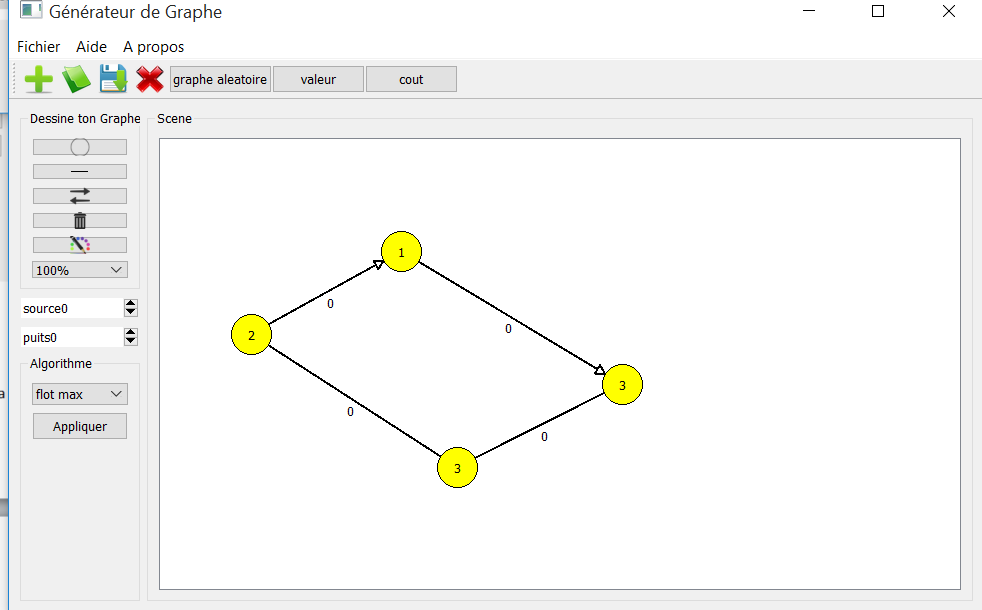 Générateur de Graphe
Fichier Aide A propos
graphe aleatoire valeur cout
Dessine ton Graphe
100%
source0
puits0
Algorithme
flot max
Appliquer
Scene
1
0
0
2
3
0
0
3
a